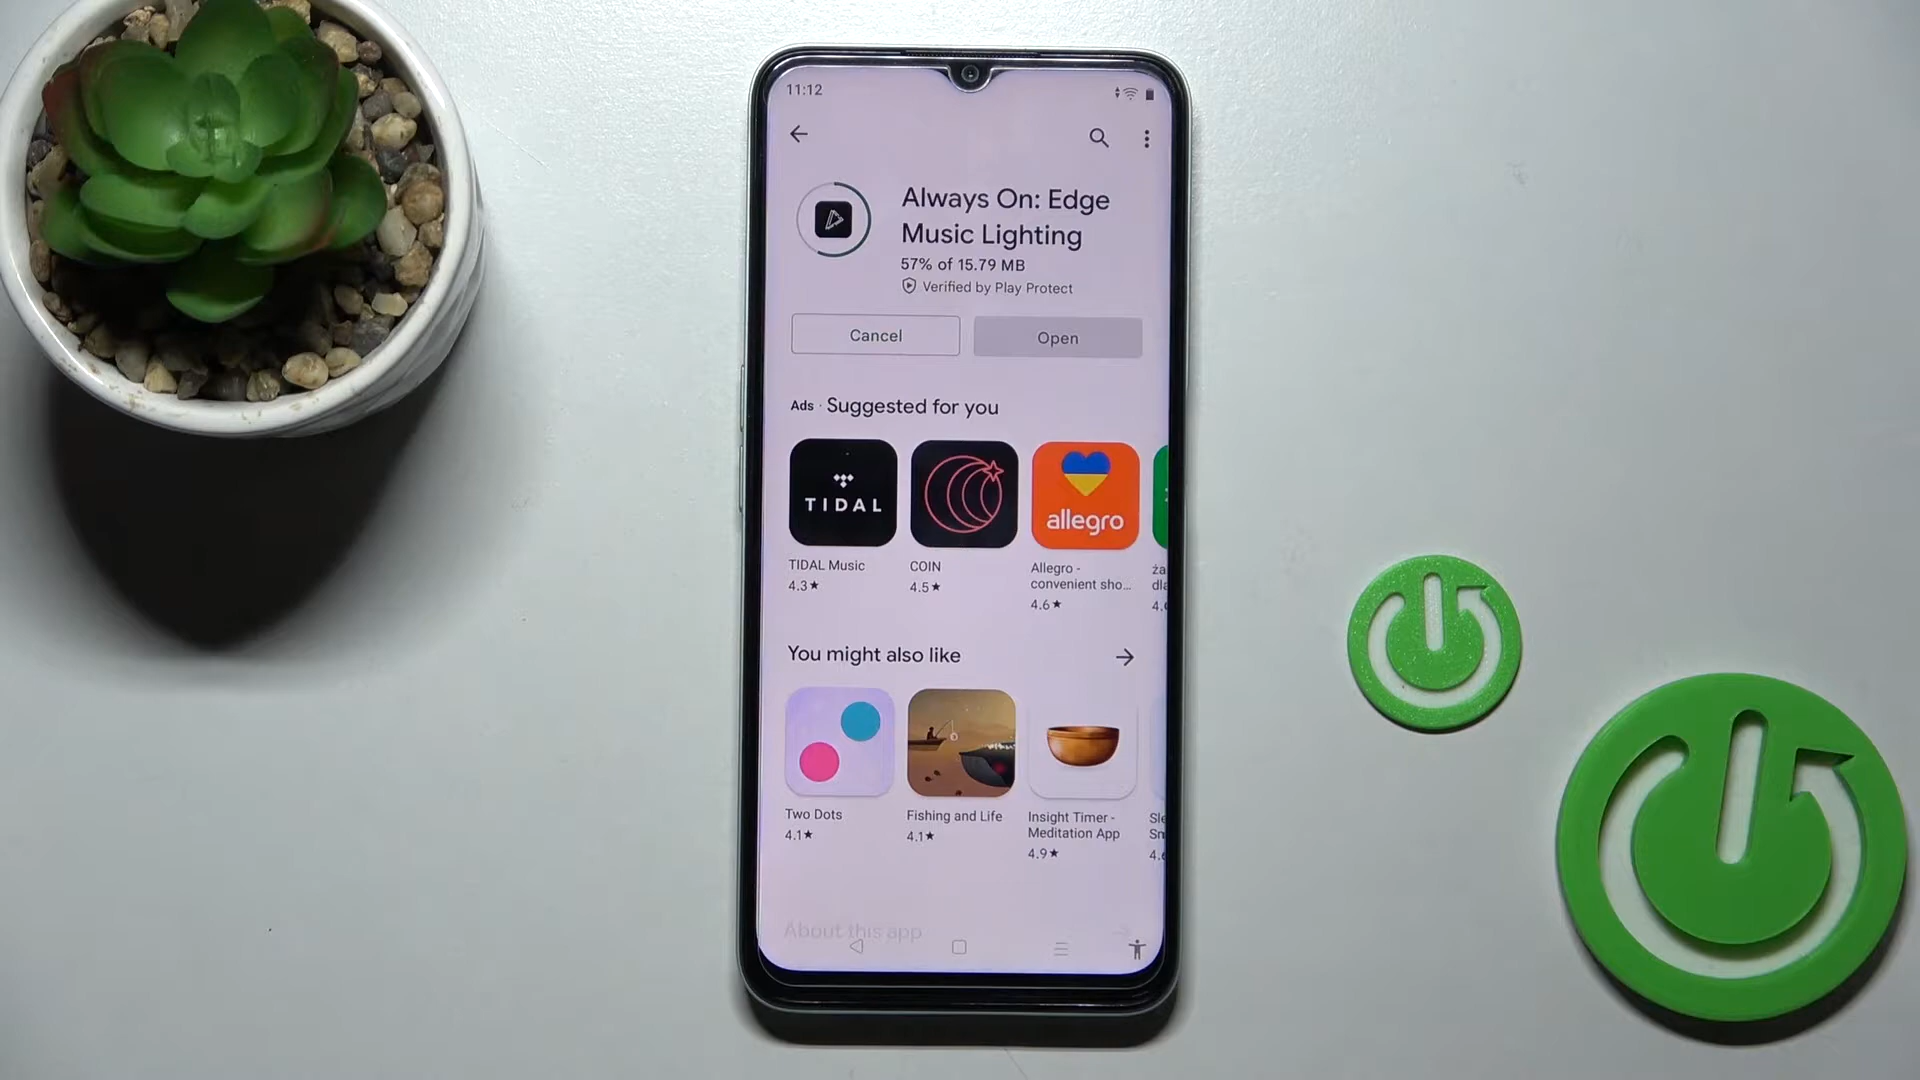 11:12
Always On: Edge
Music Lighting
57% of 15.79 MB
Verified by Play Protect
Cancel
Open
Ads · Suggested for you
TIDAL
allegro
TIDAL Music
4.3★
COIN
4.5★
Allegro -
convenient sho...
4.6★
You might also like
Two Dots
4.1★
Fishing and Life
4.1★
Insight Timer -
Meditation App
4.9★
About this app